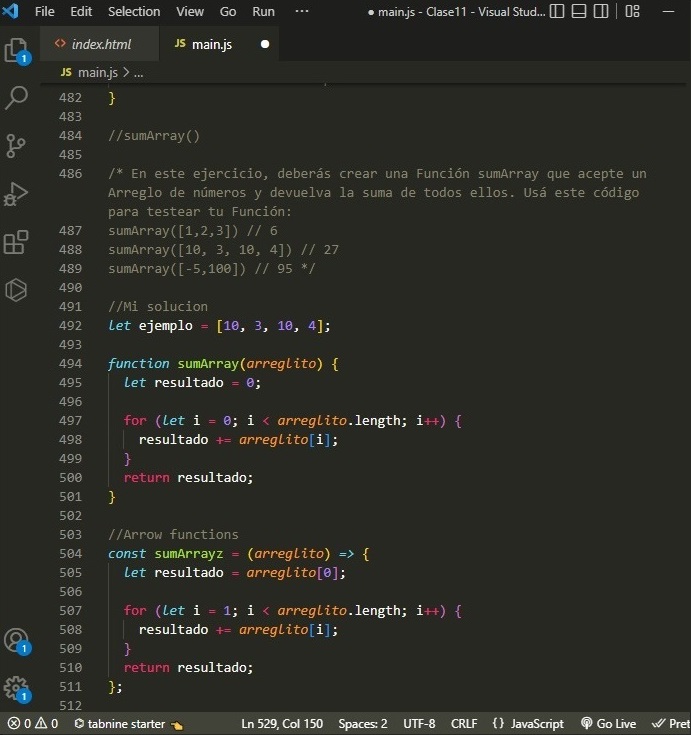 File Edit Selection View Go Run ··· ● main.js - Clase11 - Visual Stud...
<> index.html JS main.js ●
JS main.js > ...
482 }
483
484 //sumArray()
485
486 /* En este ejercicio, deberás crear una Función sumArray que acepte un
Arreglo de números y devuelva la suma de todos ellos. Usá este código
para testear tu Función:
487 sumArray([1,2,3]) // 6
488 sumArray([10, 3, 10, 4]) // 27
489 sumArray([-5,100]) // 95 */
490
491 //Mi solucion
492 let ejemplo = [10, 3, 10, 4];
493
494 function sumArray(arreglito) {
495   let resultado = 0;
496
497   for (let i = 0; i < arreglito.length; i++) {
498     resultado += arreglito[i];
499   }
500   return resultado;
501 }
502
503 //Arrow functions
504 const sumArrayz = (arreglito) => {
505   let resultado = arreglito[0];
506
507   for (let i = 1; i < arreglito.length; i++) {
508     resultado += arreglito[i];
509   }
510   return resultado;
511 };
512
1
1
1
0 0 tabnine starter Ln 529, Col 150 Spaces: 2 UTF-8 CRLF {} JavaScript Go Live Pret